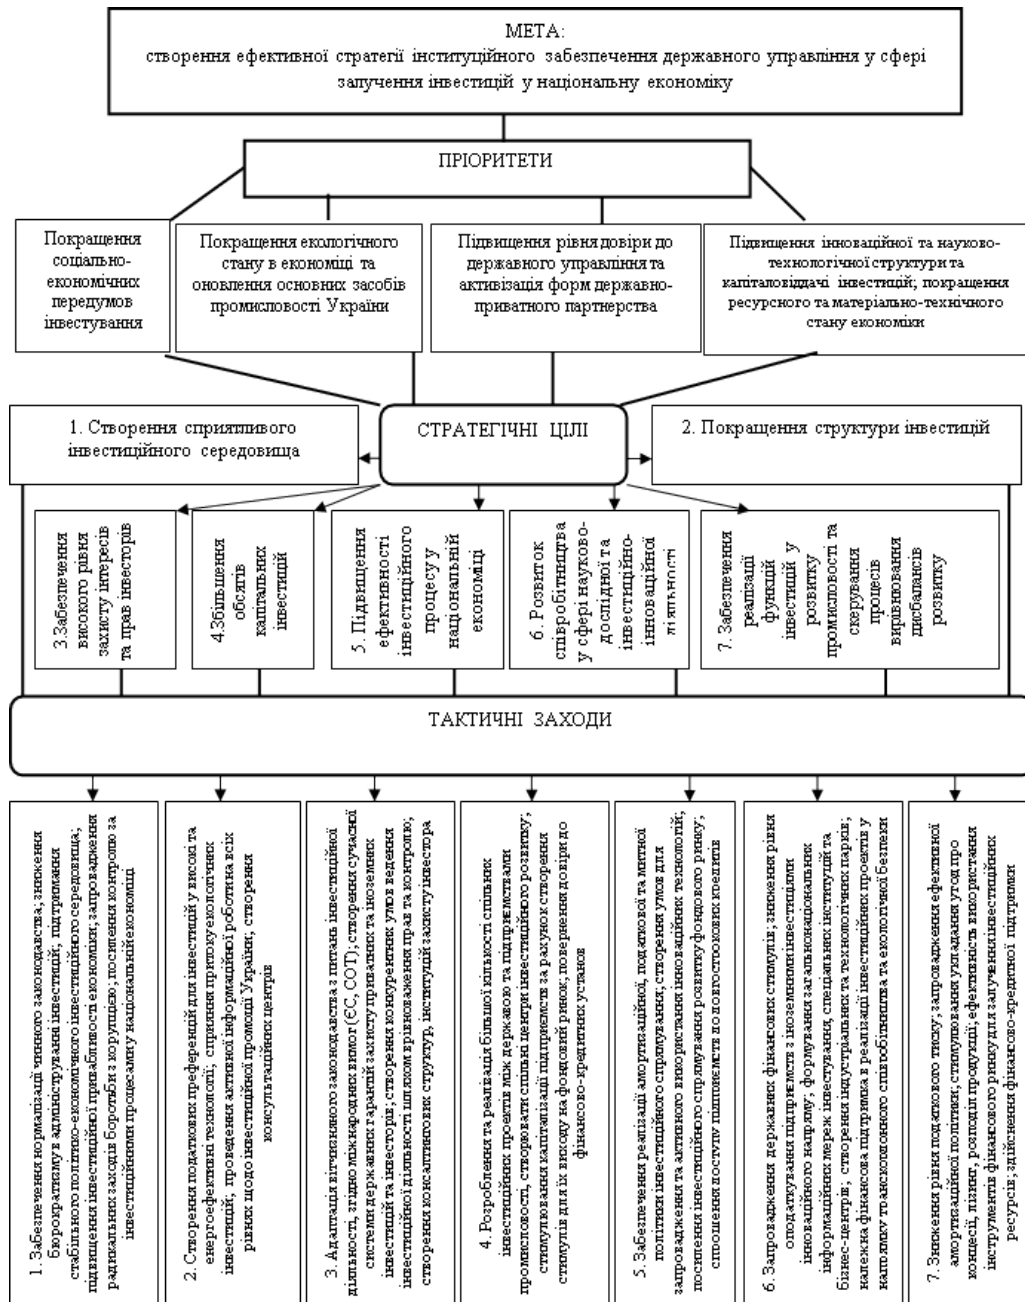 МЕТА:
створення ефективної стратегії інституційного забезпечення державного управління у сфері
залучення інвестицій у національну економіку
ПРІОРИТЕТИ
Покращення
соціально-
економічних
передумов
інвестування
Покращення екологічного
стану в економіці та
оновлення основних засобів
промисловості України
Підвищення рівня довіри до
державного управління та
активізація форм державно-
приватного партнерства
Підвищення інноваційної та науково-
технологічної структури та
капіталовіддачі інвестицій; покращення
ресурсного та матеріально-технічного
стану економіки
1. Створення сприятливого
інвестиційного середовища
СТРАТЕГІЧНІ ЦІЛІ
2. Покращення структури інвестицій
3.Забезпечення
високого рівня
захисту інтересів
та прав інвесторів
4.Збільшення
обсягів
капітальних
інвестицій
5. Підвищення
ефективності
інвестиційного
процесу у
національній
економіці
6. Розвиток
співробітництва
у сфері науково-
дослідної та
інвестиційно-
інноваційної
діяльності
7. Забезпечення
реалізації
функцій
інвестицій у
розвитку
промисловості та
скерування
процесів
вирівнювання
дисбалансів
розвитку
ТАКТИЧНІ ЗАХОДИ
1. Забезпечення нормалізації чинного законодавства; зниження
бюрократизму в адмініструванні інвестицій; підтримання
стабільного політико-економічного інвестиційного середовища;
підвищення інвестиційної привабливості економіки; запровадження
радикальних заходів боротьби з корупцією; посилення контролю за
інвестиційними процесами у національній економіці
2. Створення податкових преференцій для інвестицій у високі та
енергоефективні технології; сприяння притоку екологічних
інвестицій; проведення активної інформаційної роботи на всіх
рівнях щодо інвестиційної промоції України; створення
консультаційних центрів
3. Адаптація вітчизняного законодавства з питань інвестиційної
діяльності, згідно міжнародних вимог (ЄС, СОТ); створення сучасної
системи державних гарантій захисту приватних та іноземних
інвестицій та інвесторів; створення конкурентних умов ведення
інвестиційної діяльності шляхом врівноваження прав та контролю;
створення консалтингових структур, інституцій захисту інвестора
4. Розроблення та реалізація більшої кількості спільних
інвестиційних проектів між державою та підприємствами
промисловості, створювати спільні центри інвестиційного розвитку;
стимулювання капіталізації підприємств за рахунок створення
стимулів для їх виходу на фондовий ринок; повернення довіри до
фінансово-кредитних установ
5. Забезпечення реалізації амортизаційної, податкової та митної
політики інвестиційного спрямування; створення умов для
запровадження та активного використання інноваційних технологій;
посилення інвестиційного спрямування розвитку фондового ринку;
спрощення доступу підприємств до довгострокових кредитів
6. Запровадження державних фінансових стимулів; зниження рівня
оподаткування підприємств з іноземними інвестиціями
інноваційного напряму; формування загальнонаціональних
інформаційних мереж інвестування, спеціальних інституцій та
бізнес-центрів; створення індустріальних та технологічних парків;
належна фінансова підтримка в реалізації інвестиційних проектів у
напрямку транскордонного співробітництва та екологічної безпеки
7. Зниження рівня податкового тиску; запровадження ефективної
амортизаційної політики; стимулювання укладання угод про
концесії, лізинг, розподіл продукції; ефективність використання
інструментів фінансового ринку для залучення інвестиційних
ресурсів; здійснення фінансово-кредитної підтримки